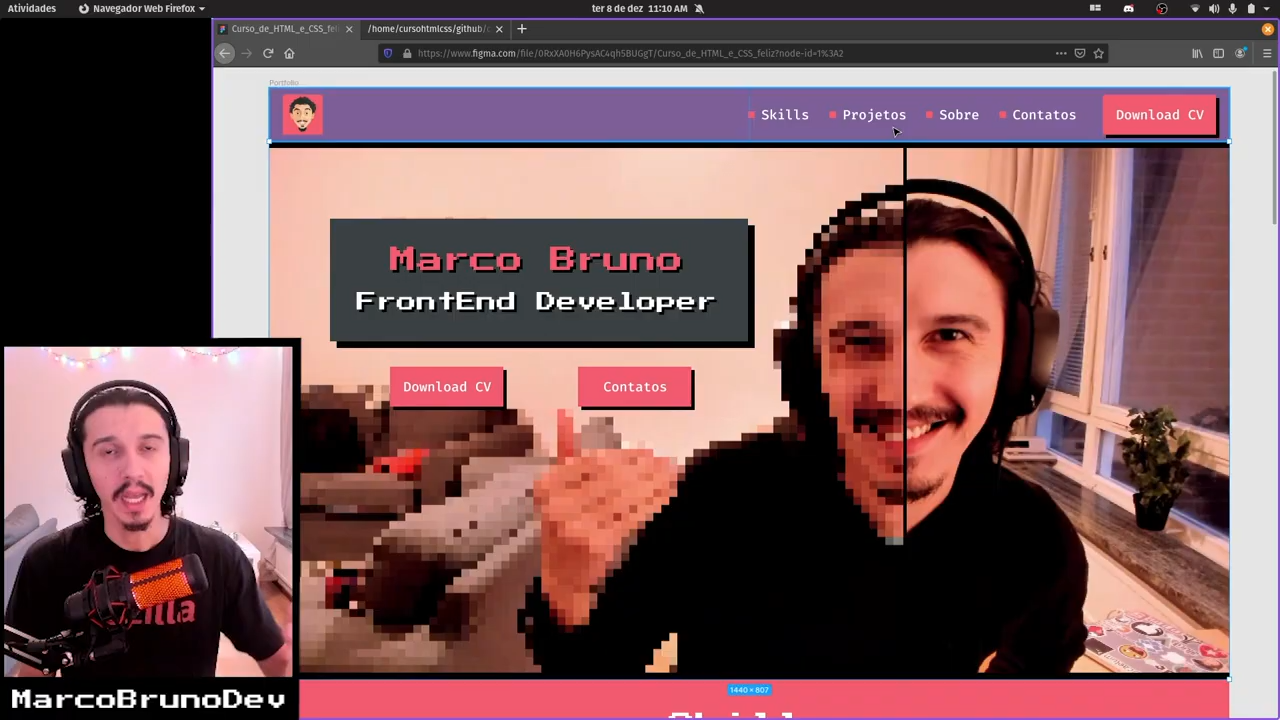 Atividades
Navegador Web Firefox
ter 8 de dez 11:10 AM
Curso_de_HTML_e_CSS_feli
/home/cursohtmlcss/github/c
https://www.figma.com/file/0RxXA0H6PysAC4qh5BUGgT/Curso_de_HTML_e_CSS_feliz?node-id=1%3A2
Portfolio
Skills
Projetos
Sobre
Contatos
Download CV
Marco Bruno
FrontEnd Developer
Download CV
Contatos
zilla
MarcoBrunoDev
1440 × 807